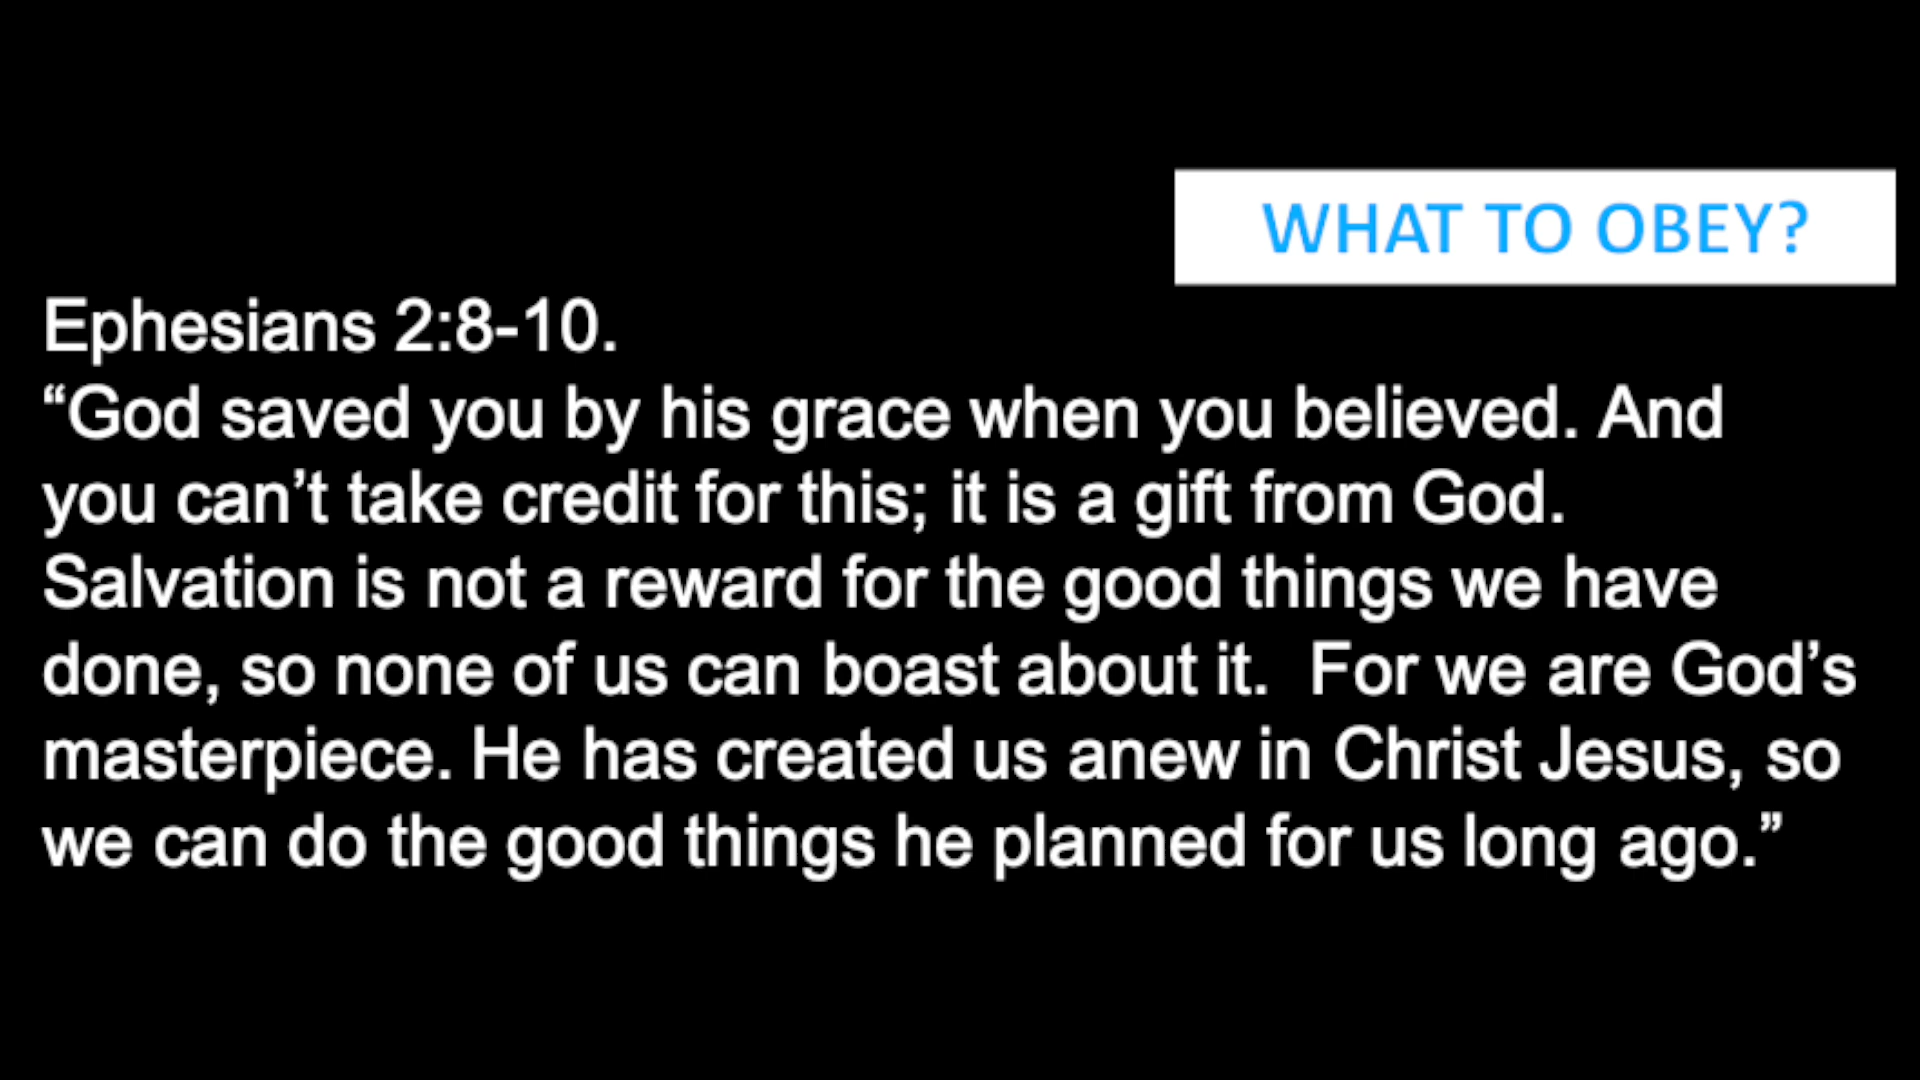 WHAT TO OBEY?
Ephesians 2:8-10.
“God saved you by his grace when you believed. And
you can’t take credit for this; it is a gift from God.
Salvation is not a reward for the good things we have
done, so none of us can boast about it.  For we are God’s
masterpiece. He has created us anew in Christ Jesus, so
we can do the good things he planned for us long ago.”